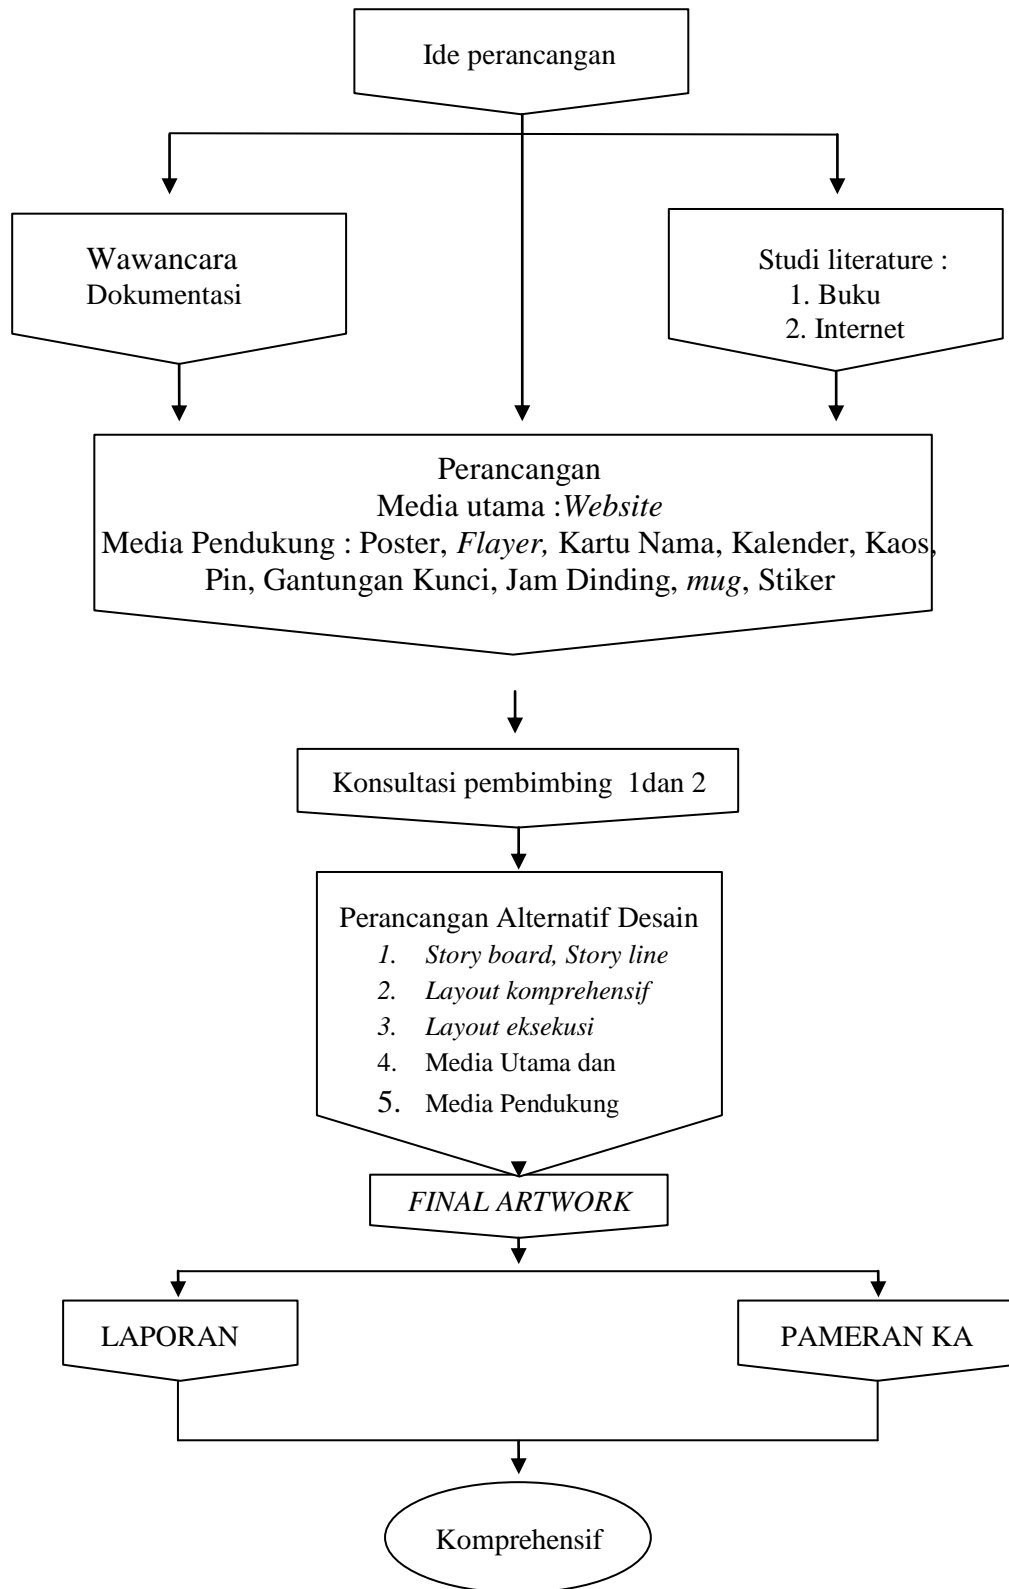 Ide perancangan
Wawancara
Dokumentasi
Studi literature :
1. Buku
2. Internet
Perancangan
Media utama :Website
Media Pendukung : Poster, Flayer, Kartu Nama, Kalender, Kaos,
Pin, Gantungan Kunci, Jam Dinding, mug, Stiker
Konsultasi pembimbing  1dan 2
Perancangan Alternatif Desain
1. Story board, Story line
2. Layout komprehensif
3. Layout eksekusi
4. Media Utama dan
5. Media Pendukung
FINAL ARTWORK
LAPORAN
PAMERAN KA
Komprehensif